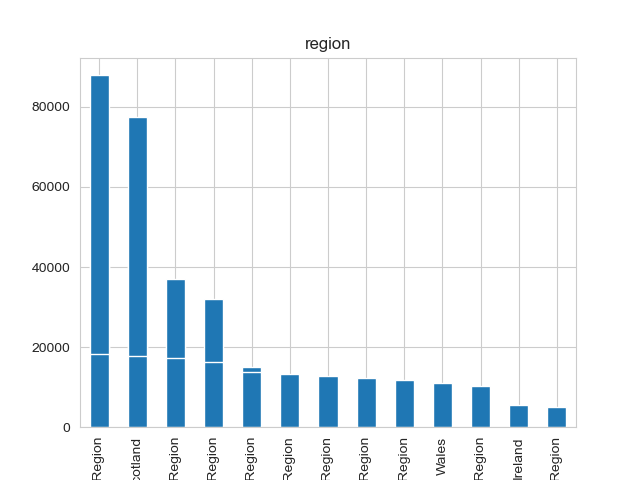 region
80000
60000
40000
20000
0
Region
cotland
Region
Region
Region
Region
Region
Region
Region
Wales
Region
Ireland
Region